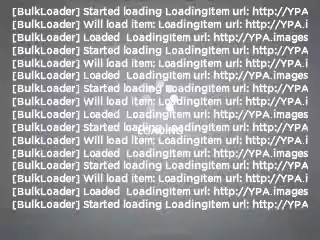 [BulkLoader] Started loading LoadingItem url: http://YPA
[BulkLoader] Will load item: LoadingItem url: http://YPA.i
[BulkLoader] Loaded  LoadingItem url: http://YPA.images
[BulkLoader] Started loading LoadingItem url: http://YPA
[BulkLoader] Will load item: LoadingItem url: http://YPA.i
[BulkLoader] Loaded  LoadingItem url: http://YPA.images
[BulkLoader] Started loading LoadingItem url: http://YPA
[BulkLoader] Will load item: LoadingItem url: http://YPA.i
[BulkLoader] Loaded  LoadingItem url: http://YPA.images
[BulkLoader] Started loading LoadingItem url: http://YPA
LOADING
[BulkLoader] Will load item: LoadingItem url: http://YPA.i
[BulkLoader] Loaded  LoadingItem url: http://YPA.images
[BulkLoader] Started loading LoadingItem url: http://YPA
[BulkLoader] Will load item: LoadingItem url: http://YPA.i
[BulkLoader] Loaded  LoadingItem url: http://YPA.images
[BulkLoader] Started loading LoadingItem url: http://YPA